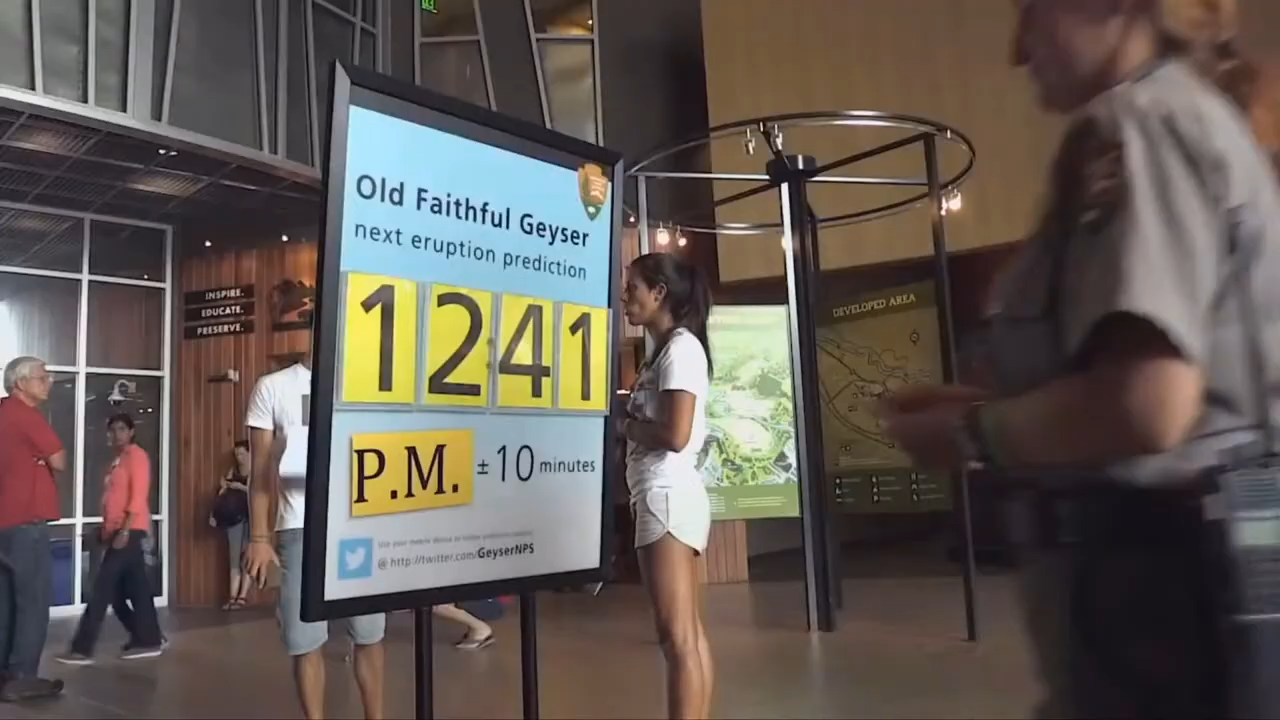 Old Faithful Geyser
next eruption prediction
1241
P.M. ± 10 minutes
@ http://twitter.com/GeyserNPS
INSPIRE.
EDUCATE.
PRESERVE.
DEVELOPED AREA